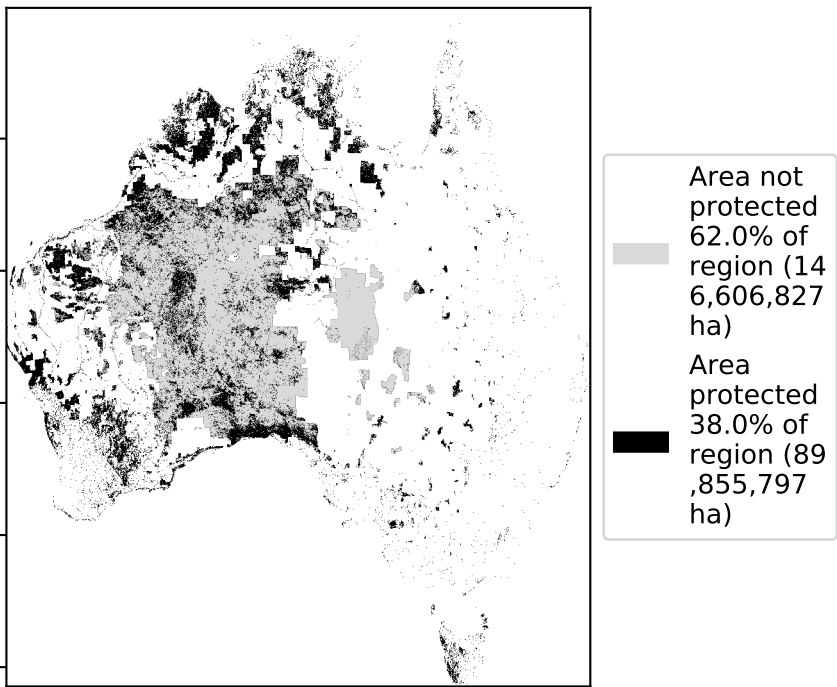 Area not
protected
62.0% of
region (14
6,606,827
ha)
Area
protected
38.0% of
region (89
,855,797
ha)